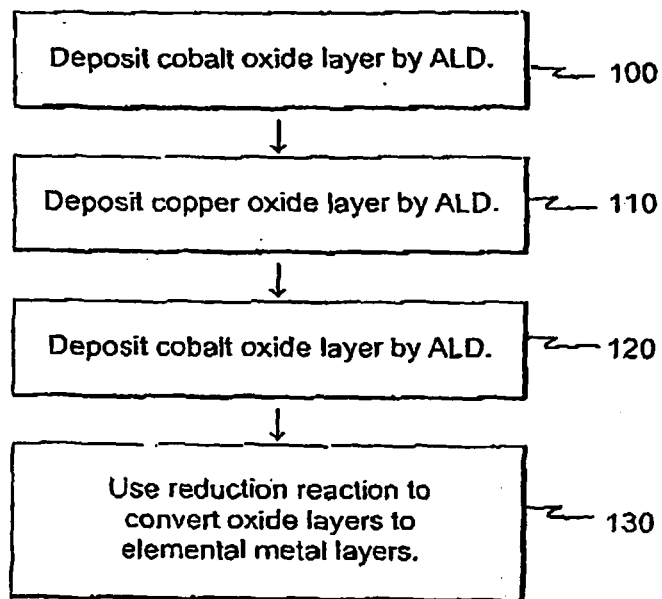 Deposit cobalt oxide layer by ALD.
100
Deposit copper oxide layer by ALD.
110
Deposit cobalt oxide layer by ALD.
120
Use reduction reaction to
convert oxide layers to
elemental metal layers.
130